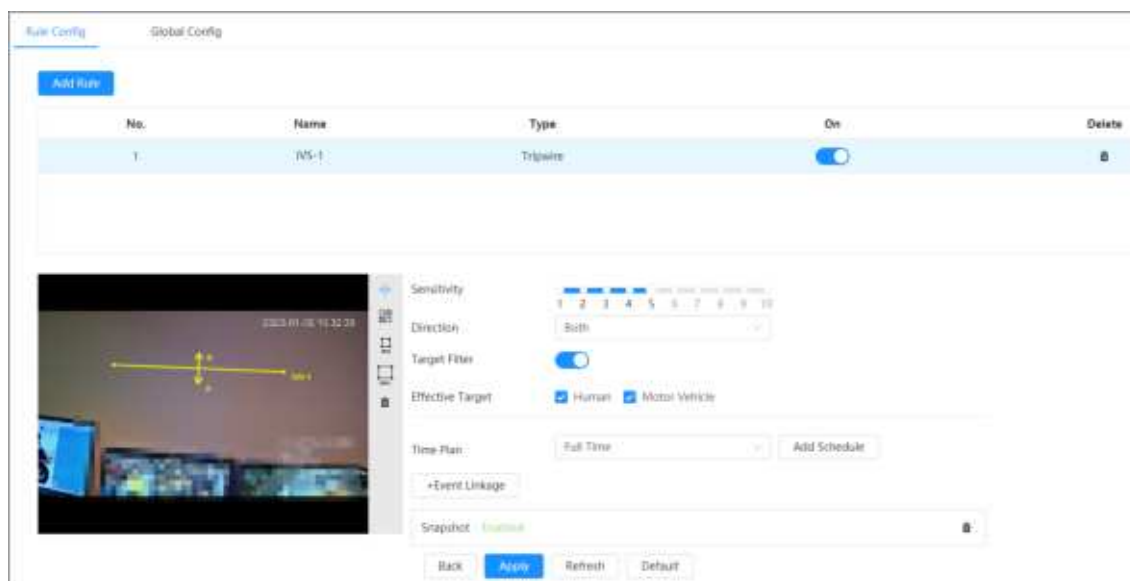 Rule Config Global Config
Add Rule
No. Name Type On Delete
1 IVS-1 Tripwire
Sensitivity
1 2 3 4 5 6 7 8 9 10
Direction Both
Target Filter
Effective Target Human Motor Vehicle
Time Plan Full Time Add Schedule
+Event Linkage
Snapshot Enabled
Back Apply Refresh Default